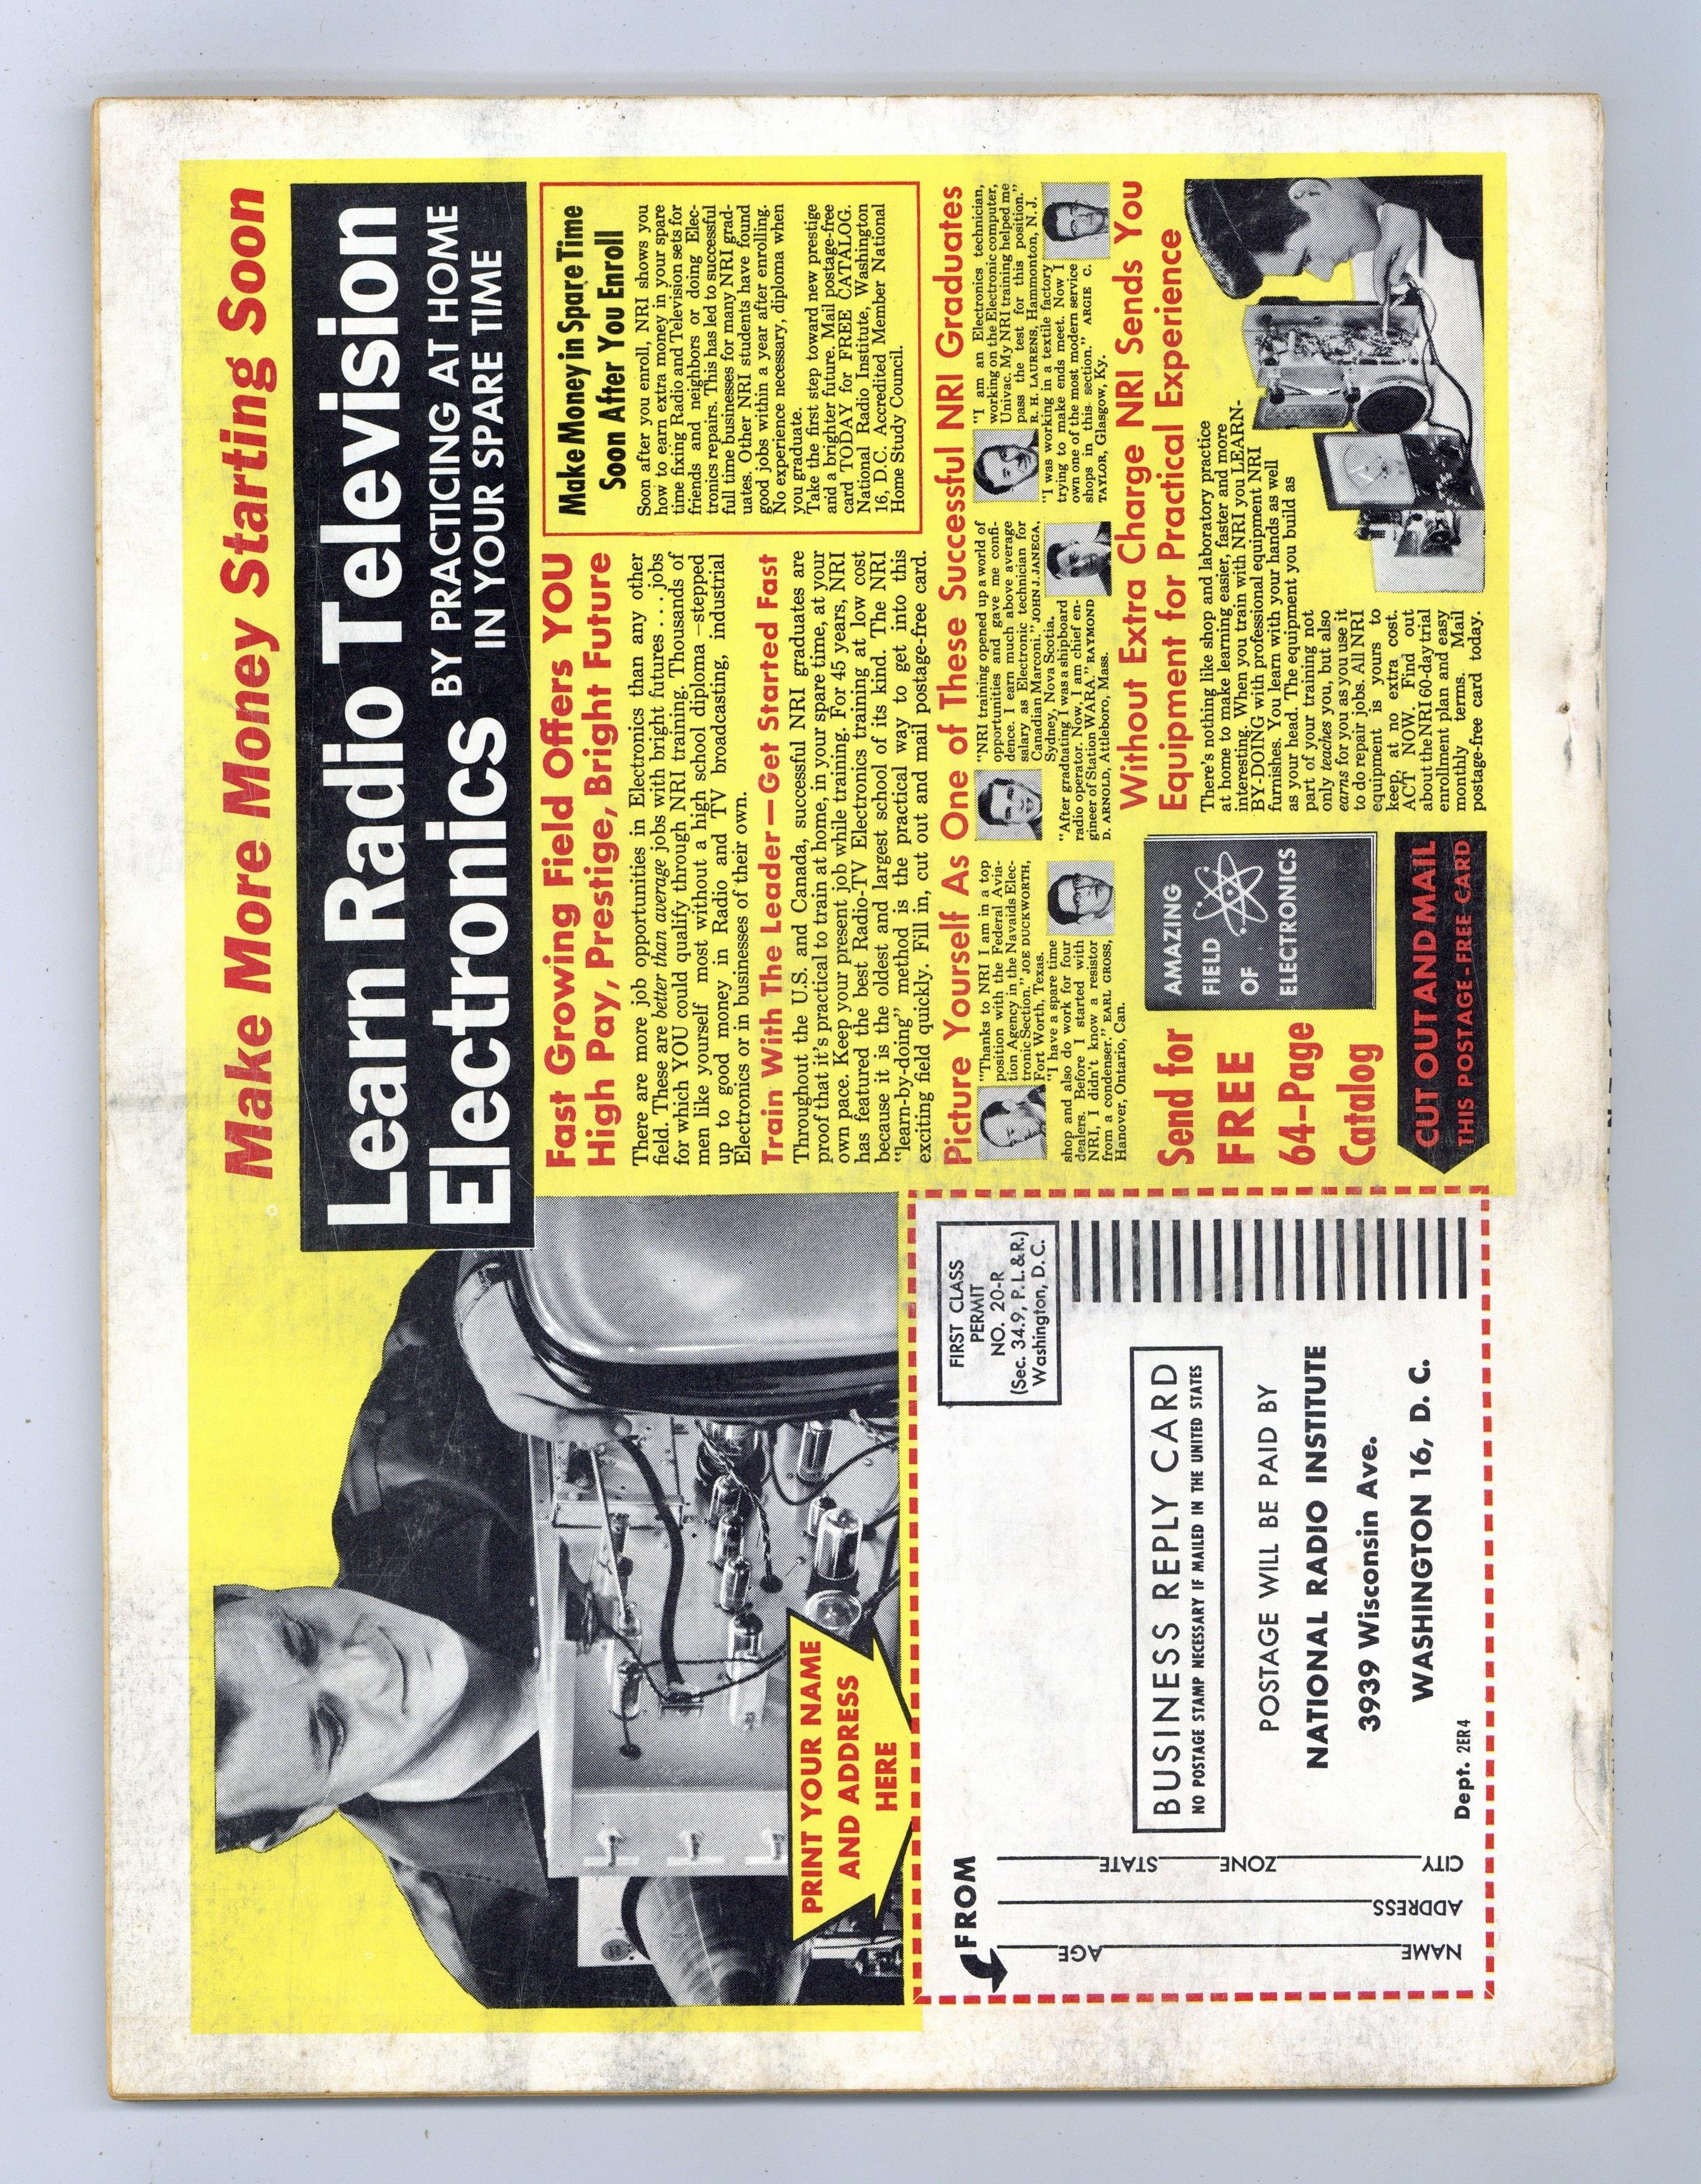 Make More Money Starting Soon
Learn Radio Television
Electronics BY PRACTICING AT HOME
IN YOUR SPARE TIME
Fast Growing Field Offers YOU
High Pay, Prestige, Bright Future
There are more job opportunities in Electronics than any other
field. These are better than average jobs with bright futures . . . jobs
for which YOU could qualify through NRI training. Thousands of
men like yourself most without a high school diploma —stepped
up to good money in Radio and TV broadcasting, industrial
Electronics or in businesses of their own.
Train With The Leader—Get Started Fast
Throughout the U.S. and Canada, successful NRI graduates are
proof that it's practical to train at home, in your spare time, at your
own pace. Keep your present job while training. For 45 years, NRI
has featured the best Radio-TV Electronics training at low cost
because it is the oldest and largest school of its kind. The NRI
"learn-by-doing" method is the practical way to get into this
exciting field quickly. Fill in, cut out and mail postage-free card.
Make Money in Spare Time
Soon After You Enroll
Soon after you enroll, NRI shows you
how to earn extra money in your spare
time fixing Radio and Television sets for
friends and neighbors or doing Elec-
tronics repairs. This has led to successful
full time businesses for many NRI grad-
uates. Other NRI students have found
good jobs within a year after enrolling.
No experience necessary, diploma when
you graduate.
Take the first step toward new prestige
and a brighter future. Mail postage-free
card TODAY for FREE CATALOG.
National Radio Institute, Washington
16, D.C. Accredited Member National
Home Study Council.
Picture Yourself As One of These Successful NRI Graduates
"Thanks to NRI I am in a top
position with the Federal Avia-
tion Agency in the Navaids Elec-
tronic Section." JOE DUCKWORTH,
Fort Worth, Texas.
"I have a spare time
shop and also do work for four
dealers. Before I started with
NRI, I didn't know a resistor
from a condenser." EARL GROSS,
Hanover, Ontario, Can.
"NRI training opened up a world of
opportunities and gave me confi-
dence. I earn much above average
salary as Electronic technician for
Canadian Marconi." JOHN J. JANEGA,
Sydney, Nova Scotia.
"After graduating I was a shipboard
radio operator. Now, I am chief en-
gineer of Station WARA." RAYMOND
D. ARNOLD, Attleboro, Mass.
"I am an Electronics technician,
working on the Electronic computer,
Univac. My NRI training helped me
pass the test for this position."
R. H. LAURENS, Hammonton, N. J.
"I was working in a textile factory
trying to make ends meet. Now I
own one of the most modern service
shops in this section." ARGIE C.
TAYLOR, Glasgow, Ky.
Send for
FREE
64-Page
Catalog
AMAZING
FIELD
OF
ELECTRONICS
CUT OUT AND MAIL
THIS POSTAGE-FREE CARD
Without Extra Charge NRI Sends You
Equipment for Practical Experience
There's nothing like shop and laboratory practice
at home to make learning easier, faster and more
interesting. When you train with NRI you LEARN-
BY-DOING with professional equipment NRI
furnishes. You learn with your hands as well
as your head. The equipment you build as
part of your training not
only teaches you, but also
earns for you as you use it
to do repair jobs. All NRI
equipment is yours to
keep, at no extra cost.
ACT NOW. Find out
about the NRI 60-day trial
enrollment plan and easy
monthly terms. Mail
postage-free card today.
PRINT YOUR NAME
AND ADDRESS
HERE
FROM
NAME AGE
ADDRESS
CITY ZONE STATE
FIRST CLASS
PERMIT
NO. 20-R
(Sec. 34.9, P.L.&R.)
Washington, D.C.
BUSINESS REPLY CARD
NO POSTAGE STAMP NECESSARY IF MAILED IN THE UNITED STATES
POSTAGE WILL BE PAID BY
NATIONAL RADIO INSTITUTE
3939 Wisconsin Ave.
WASHINGTON 16, D. C.
Dept. 2ER4